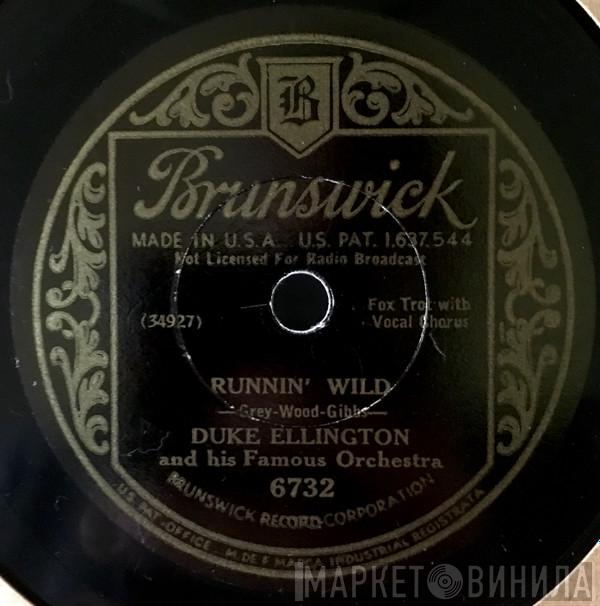 B
Brunswick
MADE IN U.S.A. U.S. PAT. 1,637,544
Not Licensed For Radio Broadcast
(34927)
Fox Trot with
Vocal Chorus
RUNNIN' WILD
—Grey-Wood-Gibbs—
DUKE ELLINGTON
and his Famous Orchestra
6732
BRUNSWICK RECORD CORPORATION
U.S. PAT. OFFICE. M. DE F. MARCA INDUSTRIAL REGISTRATA
МАРКЕТ ВИНИЛА